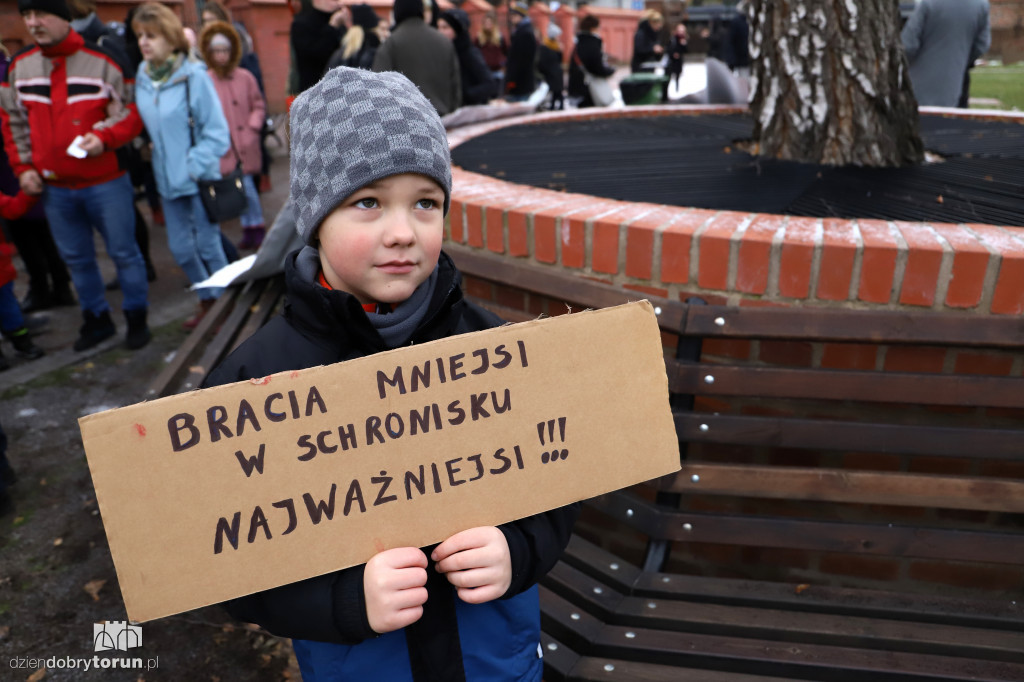 BRACIA MNIEJSI
W SCHRONISKU
NAJWAŻNIEJSI !!!
dziendobrytorun.pl